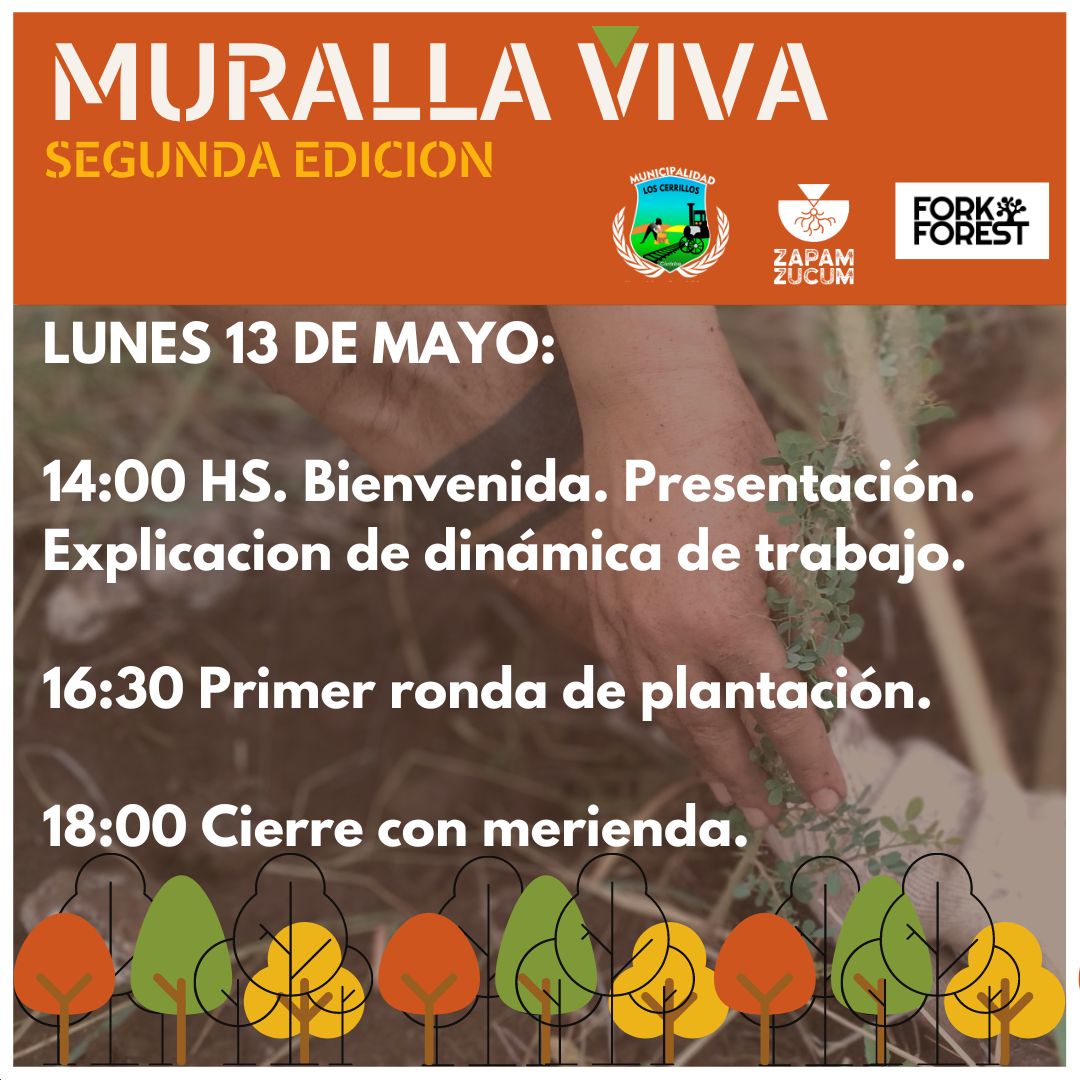 MURALLA VIVA
SEGUNDA EDICION
MUNICIPALIDAD
LOS CERRILLOS
Córdoba
ZAPAM
ZUCUM
FORK
FOREST
LUNES 13 DE MAYO:
14:00 HS. Bienvenida. Presentación.
Explicacion de dinámica de trabajo.
16:30 Primer ronda de plantación.
18:00 Cierre con merienda.